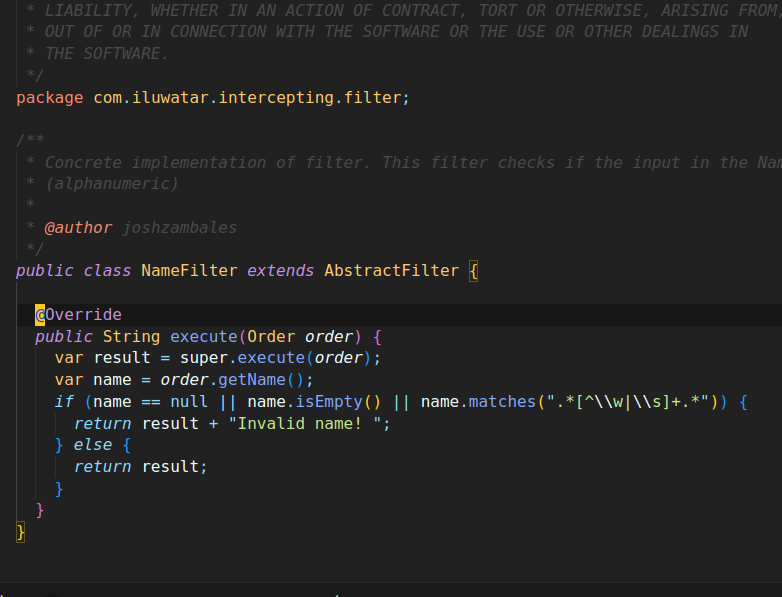 * LIABILITY, WHETHER IN AN ACTION OF CONTRACT, TORT OR OTHERWISE, ARISING FROM,
* OUT OF OR IN CONNECTION WITH THE SOFTWARE OR THE USE OR OTHER DEALINGS IN
* THE SOFTWARE.
*/
package com.iluwatar.intercepting.filter;
/**
* Concrete implementation of filter. This filter checks if the input in the Nam
* (alphanumeric)
*
* @author joshzambales
*/
public class NameFilter extends AbstractFilter {
@Override
public String execute(Order order) {
var result = super.execute(order);
var name = order.getName();
if (name == null || name.isEmpty() || name.matches(".*[^\\w|\\s]+.*")) {
return result + "Invalid name! ";
} else {
return result;
}
}
}